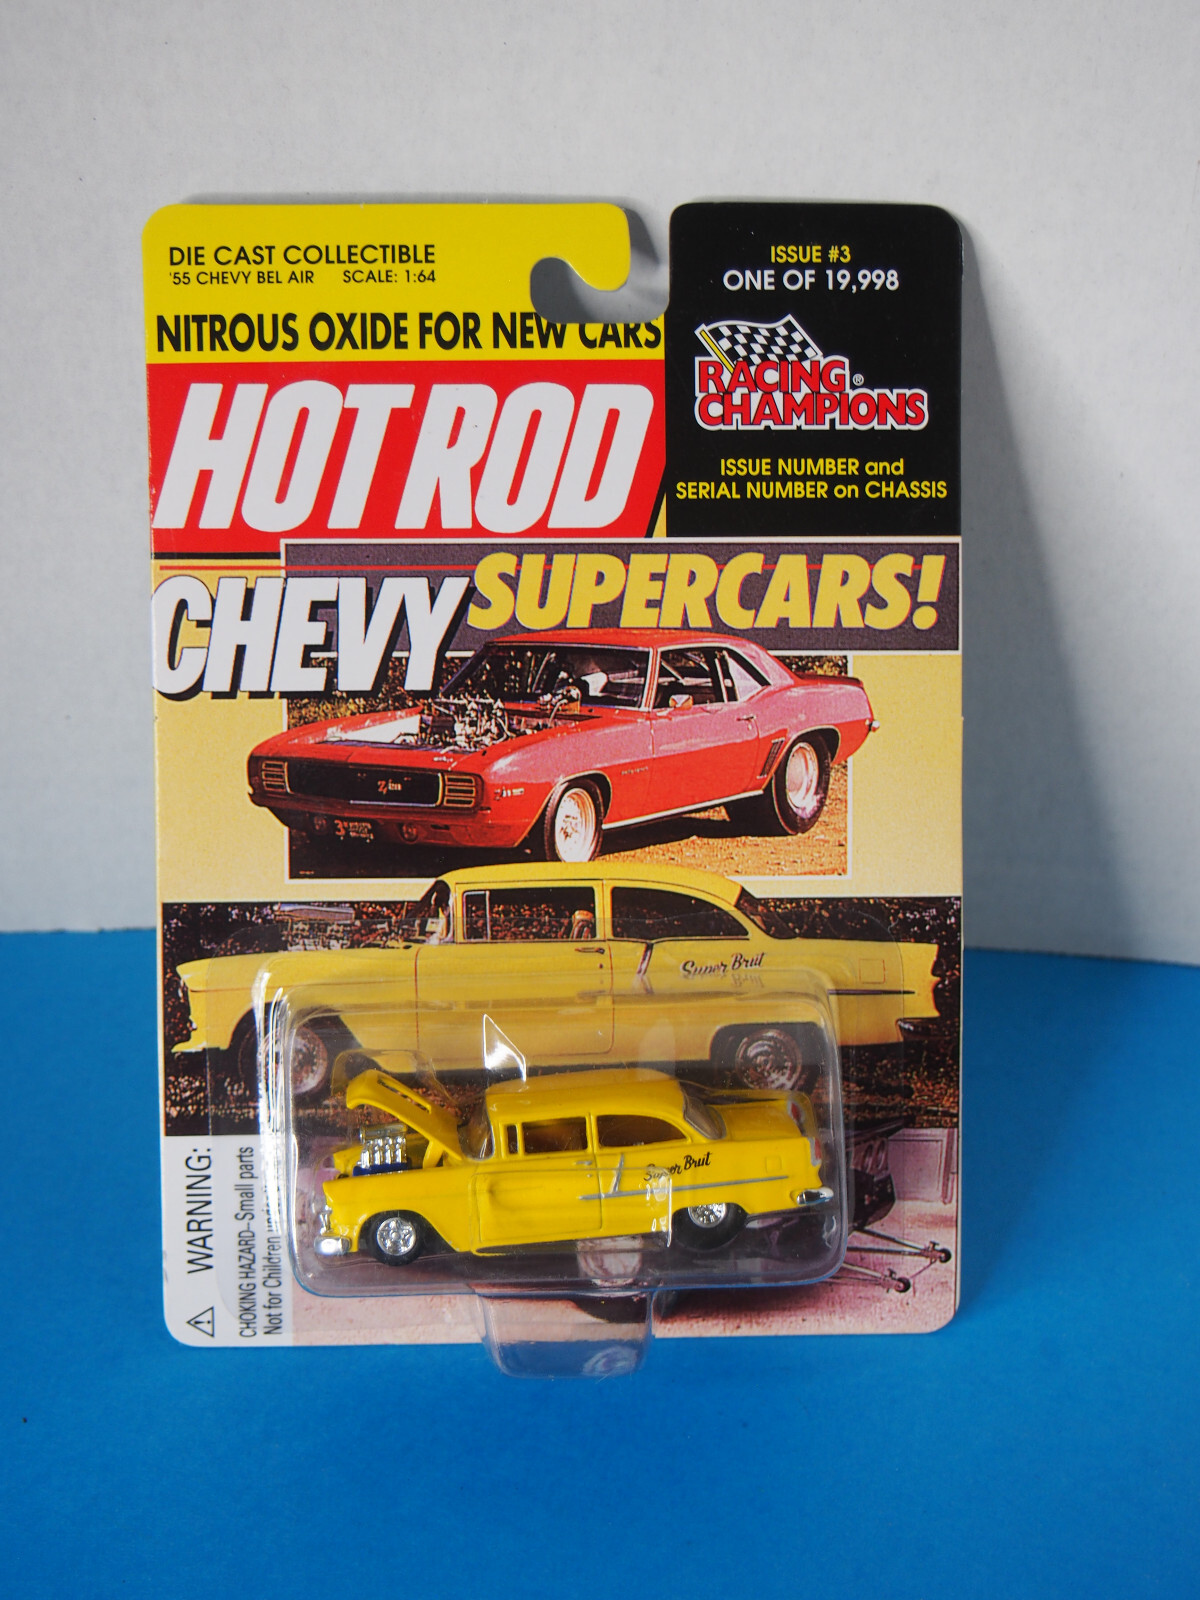 DIE CAST COLLECTIBLE
'55 CHEVY BEL AIR SCALE: 1:64
NITROUS OXIDE FOR NEW CARS
HOT ROD
ISSUE #3
ONE OF 19,998
RACING ®
CHAMPIONS
ISSUE NUMBER and
SERIAL NUMBER on CHASSIS
CHEVY SUPERCARS!
Super Brut
Super Brut
WARNING:
CHOKING HAZARD–Small parts
Not for Children under